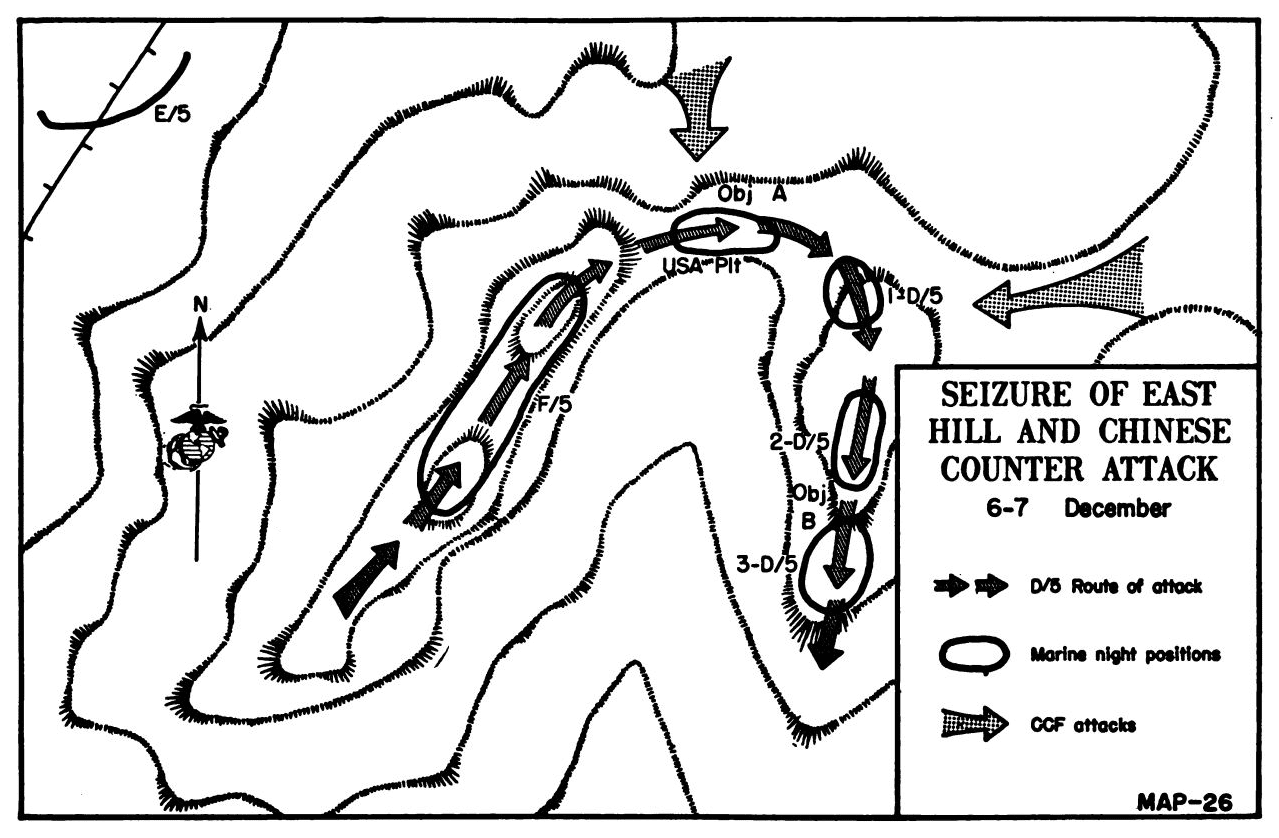 E/5
N
Obj A
USA Plt
1-D/5
F/5
2-D/5
Obj
B
3-D/5
SEIZURE OF EAST
HILL AND CHINESE
COUNTER ATTACK
6-7 December
D/5 Route of attack
Marine night positions
CCF attacks
MAP-26